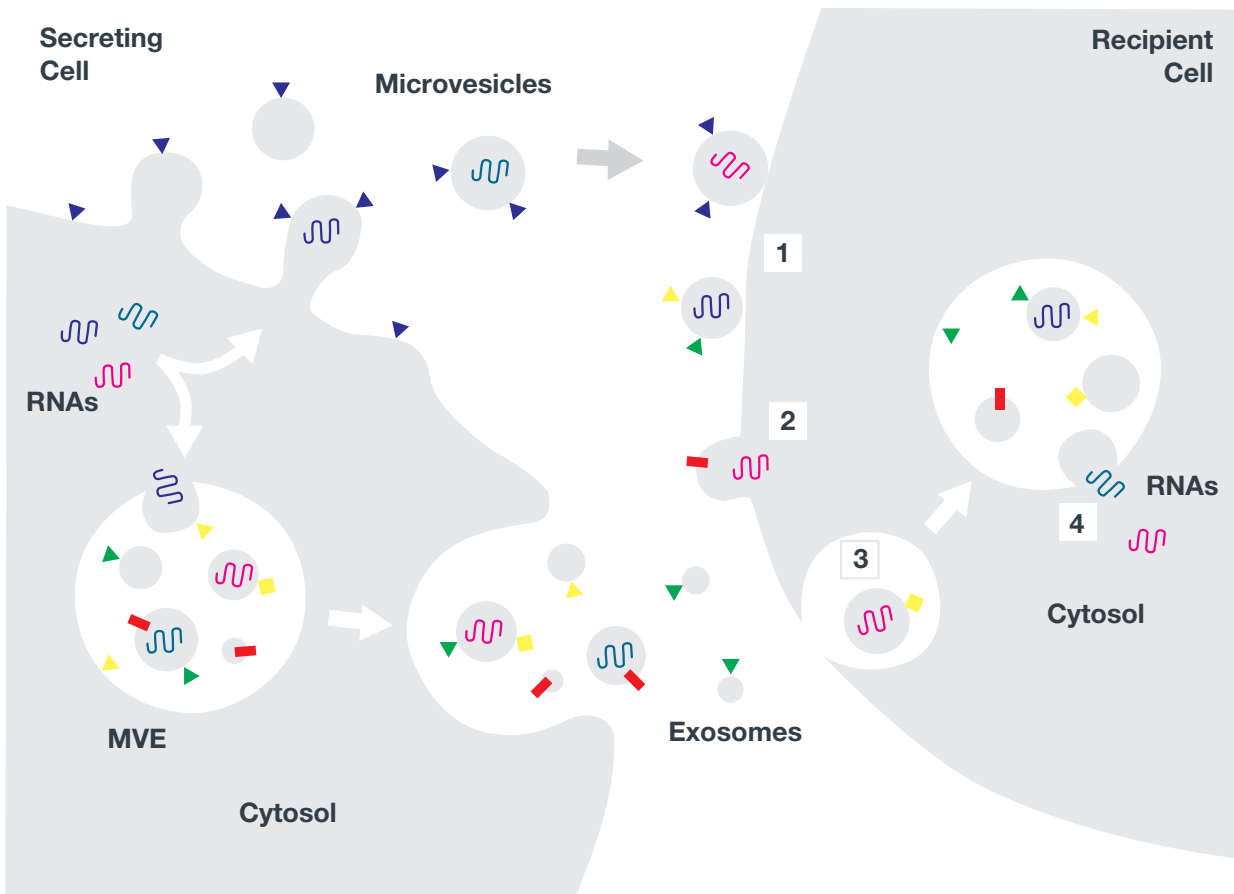 Secreting
Cell
Microvesicles
Recipient
Cell
1
RNAs
2
RNAs
4
3
Cytosol
MVE
Exosomes
Cytosol